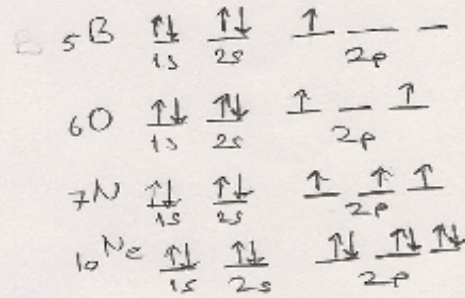 5B ↑↓ ↑↓ ↑ _ _
1s 2s 2p
6O ↑↓ ↑↓ ↑ _ ↑
1s 2s 2p
7N ↑↓ ↑↓ ↑ ↑ ↑
1s 2s 2p
10Ne ↑↓ ↑↓ ↑↓ ↑↓ ↑↓
1s 2s 2p